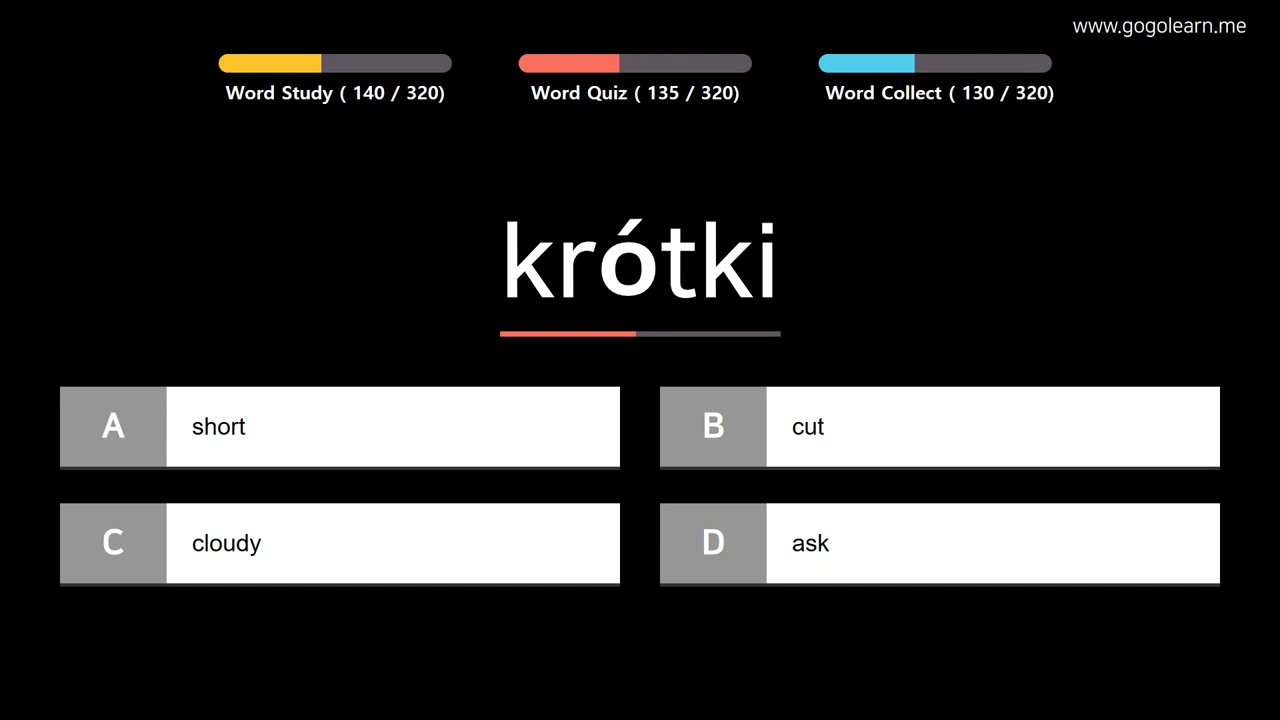 www.gogolearn.me
Word Study ( 140 / 320)
Word Quiz ( 135 / 320)
Word Collect ( 130 / 320)
krótki
A short
B cut
C cloudy
D ask